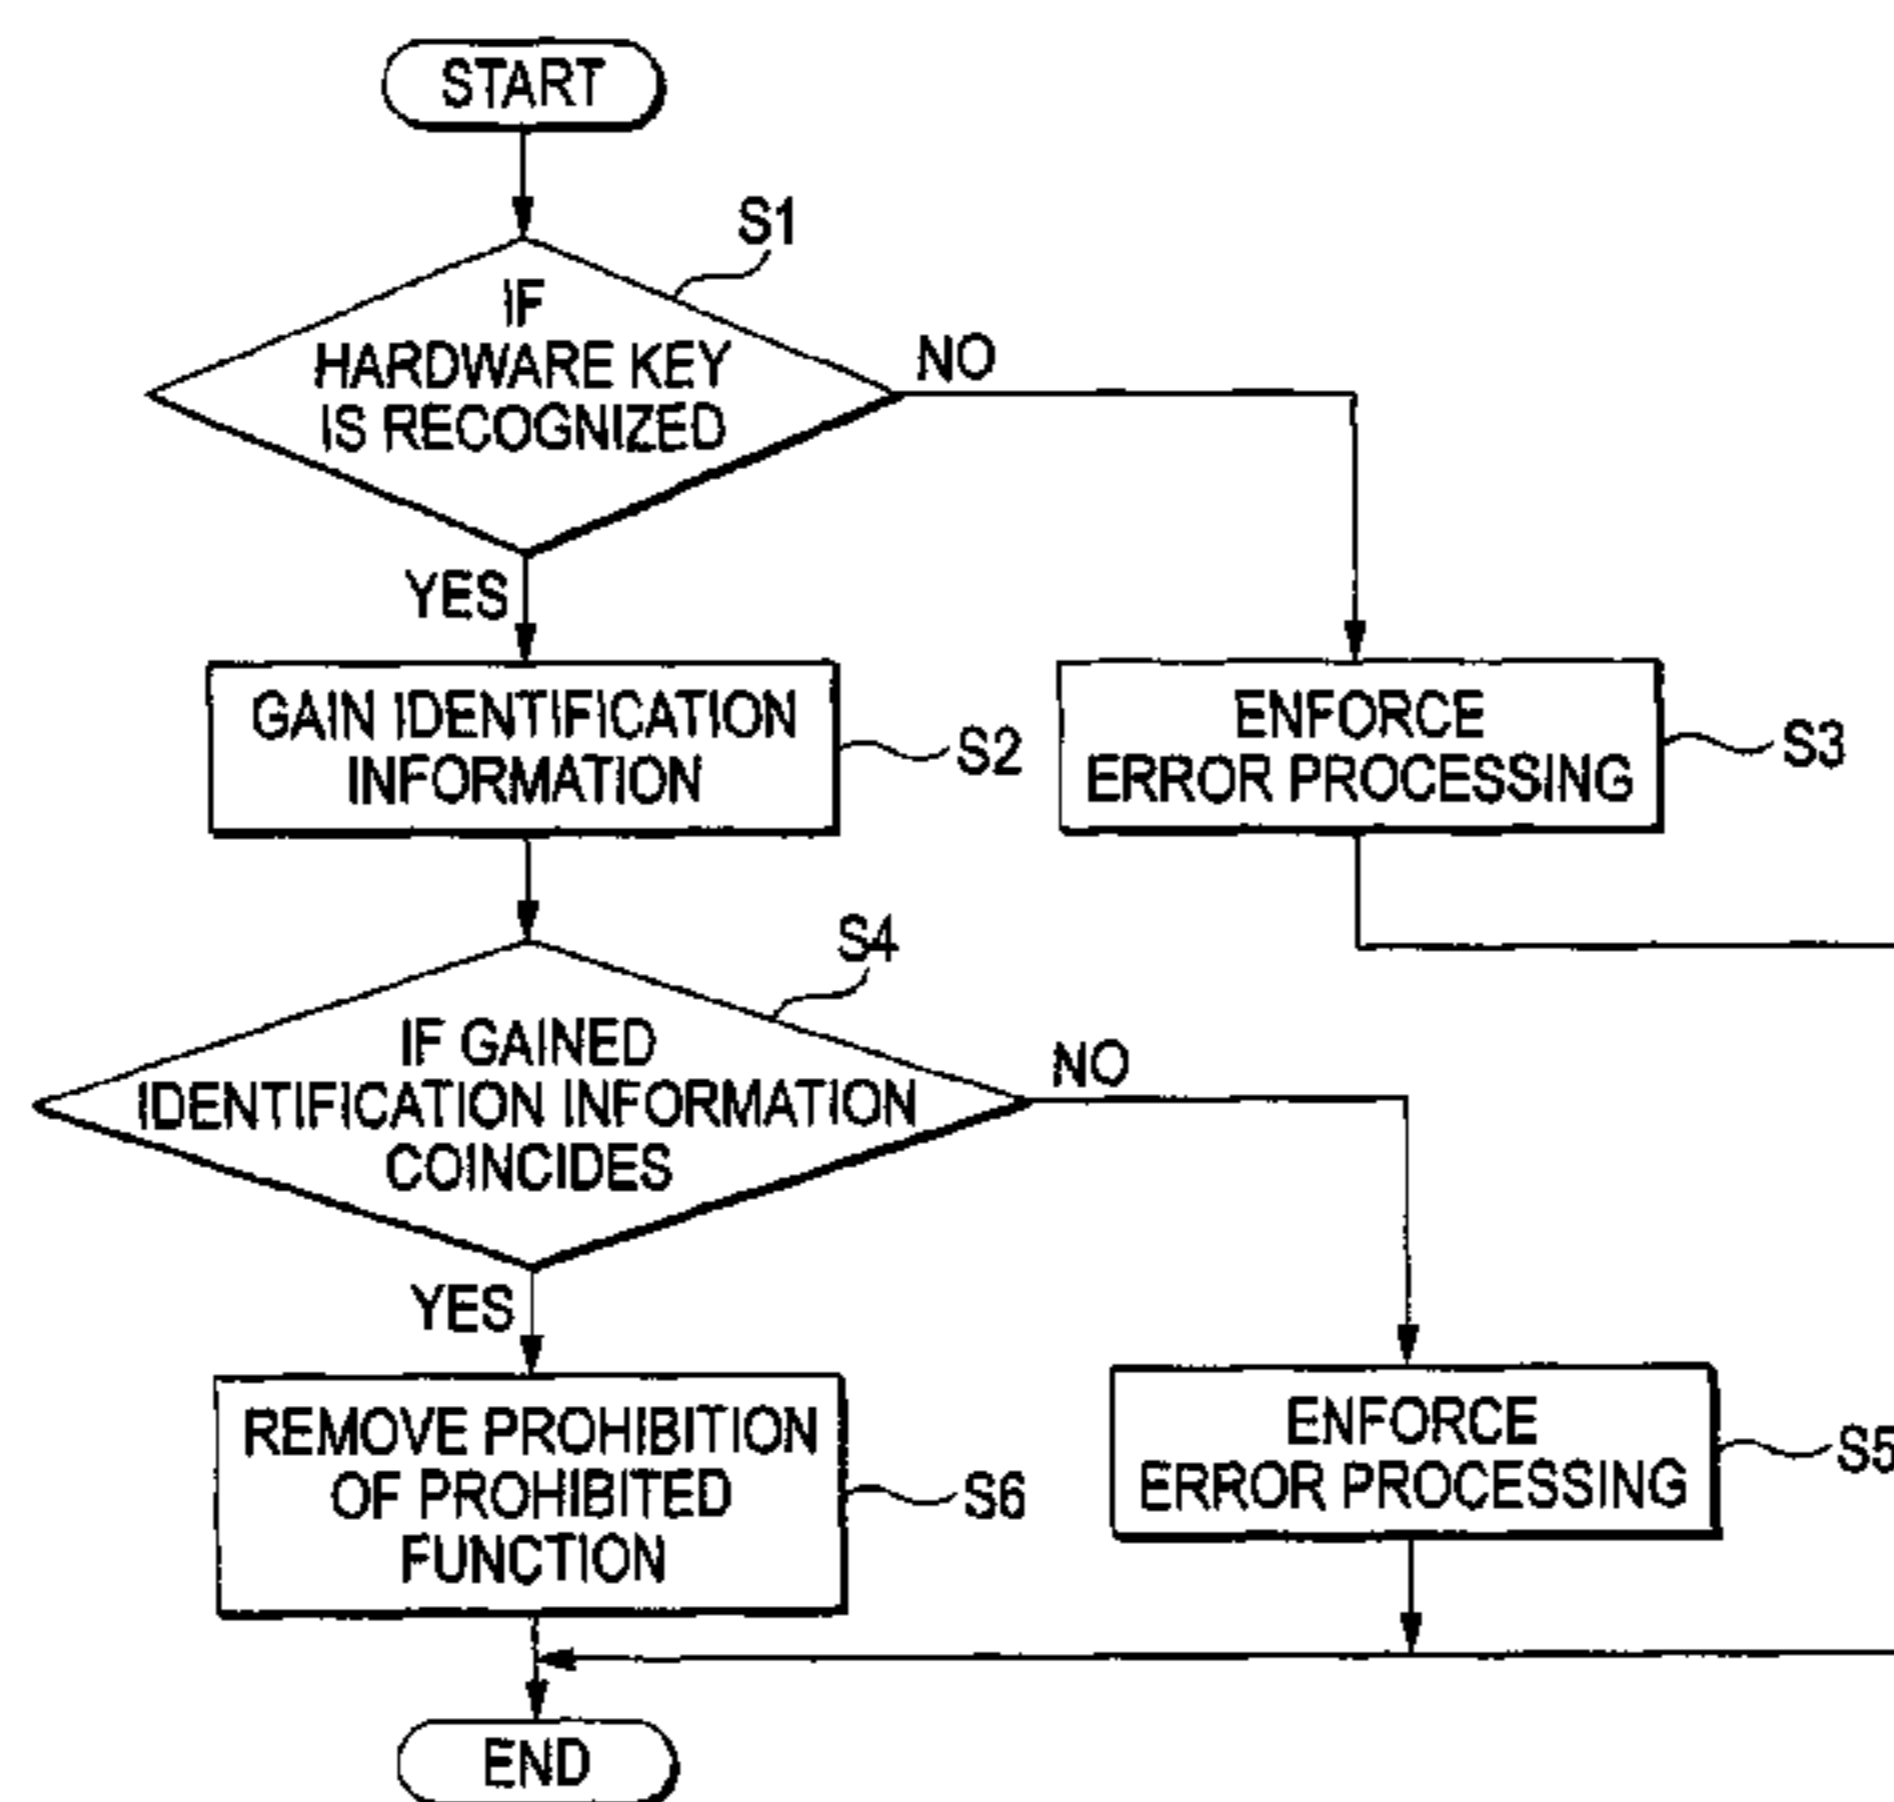 START
S1
IF
HARDWARE KEY
IS RECOGNIZED
NO
YES
GAIN IDENTIFICATION
INFORMATION
S2
ENFORCE
ERROR PROCESSING
S3
S4
IF GAINED
IDENTIFICATION INFORMATION
COINCIDES
NO
YES
REMOVE PROHIBITION
OF PROHIBITED
FUNCTION
S6
ENFORCE
ERROR PROCESSING
S5
END